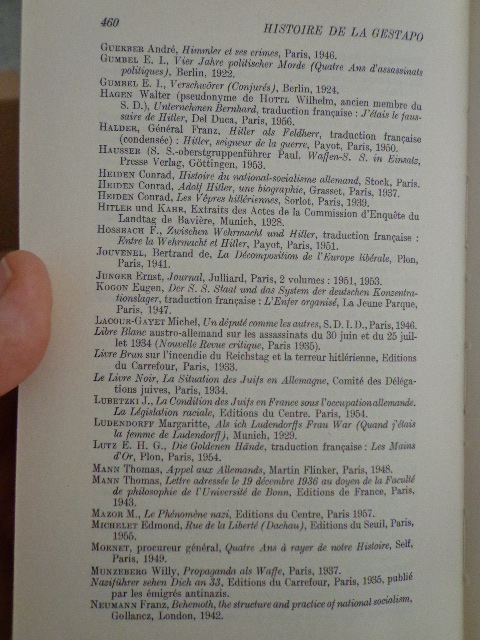 460
HISTOIRE DE LA GESTAPO
GUERBER André, Himmler et ses crimes, Paris, 1946.
GUMBEL E. I., Vier Jahre politischer Morde (Quatre Ans d'assassinats
politiques), Berlin, 1922.
GUMBEL E. I., Verschwörer (Conjurés), Berlin, 1924.
HAGEN Walter (pseudonyme de HOTTL Wilhelm, ancien membre du
S. D.), Unternehmen Bernhard, traduction française : J'étais le faus-
saire de Hitler, Del Duca, Paris, 1956.
HALDER, Général Franz, Hitler als Feldherr, traduction française
(condensée) : Hitler, seigneur de la guerre, Payot, Paris, 1950.
HAUSSER (S. S.-oberstgruppenführer Paul. Waffen-S. S. in Einsatz,
Presse Verlag, Göttingen, 1953.
HEIDEN Conrad, Histoire du national-socialisme allemand, Stock, Paris.
HEIDEN Conrad, Adolf Hitler, une biographie, Grasset, Paris, 1937.
HEIDEN Conrad, Les Vêpres hitlériennes, Sorlot, Paris, 1939.
HITLER und KAHR, Extraits des Actes de la Commission d'Enquête du
Landtag de Bavière, Munich, 1928.
HOSSBACH F., Zwischen Wehrmacht und Hitler, traduction française :
Entre la Wehrmacht et Hitler, Payot, Paris, 1951.
JOUVENEL, Bertrand de, La Décomposition de l'Europe libérale, Plon,
Paris, 1941.
JUNGER Ernst, Journal, Julliard, Paris, 2 volumes : 1951, 1953.
KOGON Eugen, Der S. S. Staat und das System der deutschen Konzentra-
tionslager, traduction française : L'Enfer organisé, La Jeune Parque,
Paris, 1947.
LACOUR-GAYET Michel, Un député comme les autres, S. D. I. D., Paris, 1946.
Libre Blanc austro-allemand sur les assassinats du 30 juin et du 25 juil-
let 1934 (Nouvelle Revue critique, Paris 1935).
Livre Brun sur l'incendie du Reichstag et la terreur hitlérienne, Editions
du Carrefour, Paris, 1933.
Le Livre Noir, La Situation des Juifs en Allemagne, Comité des Déléga-
tions juives, Paris, 1934.
LUBETZKI J., La Condition des Juifs en France sous l'occupation allemande.
La Législation raciale, Editions du Centre, Paris, 1954.
LUDENDORFF Margaritte, Als ich Ludendorffs Frau War (Quand j'étais
la femme de Ludendorff), Munich, 1929.
LUTZ E. H. G., Die Goldenen Hände, traduction française : Les Mains
d'Or, Plon, Paris, 1954.
MANN Thomas, Appel aux Allemands, Martin Flinker, Paris, 1948.
MANN Thomas, Lettre adressée le 19 décembre 1936 au doyen de la Faculté
de philosophie de l'Université de Bonn, Editions de France, Paris,
1943.
MAZOR M., Le Phénomène nazi, Editions du Centre, Paris 1957.
MICHELET Edmond, Rue de la Liberté (Dachau), Editions du Seuil, Paris,
1955.
MORNET, procureur général, Quatre Ans à rayer de notre Histoire, Self,
Paris, 1949.
MUNZEBERG Willy, Propaganda als Waffe, Paris, 1937.
Naziführer sehen Dich an 33, Editions du Carrefour, Paris, 1935, publié
par les émigrés antinazis.
NEUMANN Franz, Behemoth, the structure and practice of national socialism,
Gollancz, London, 1942.